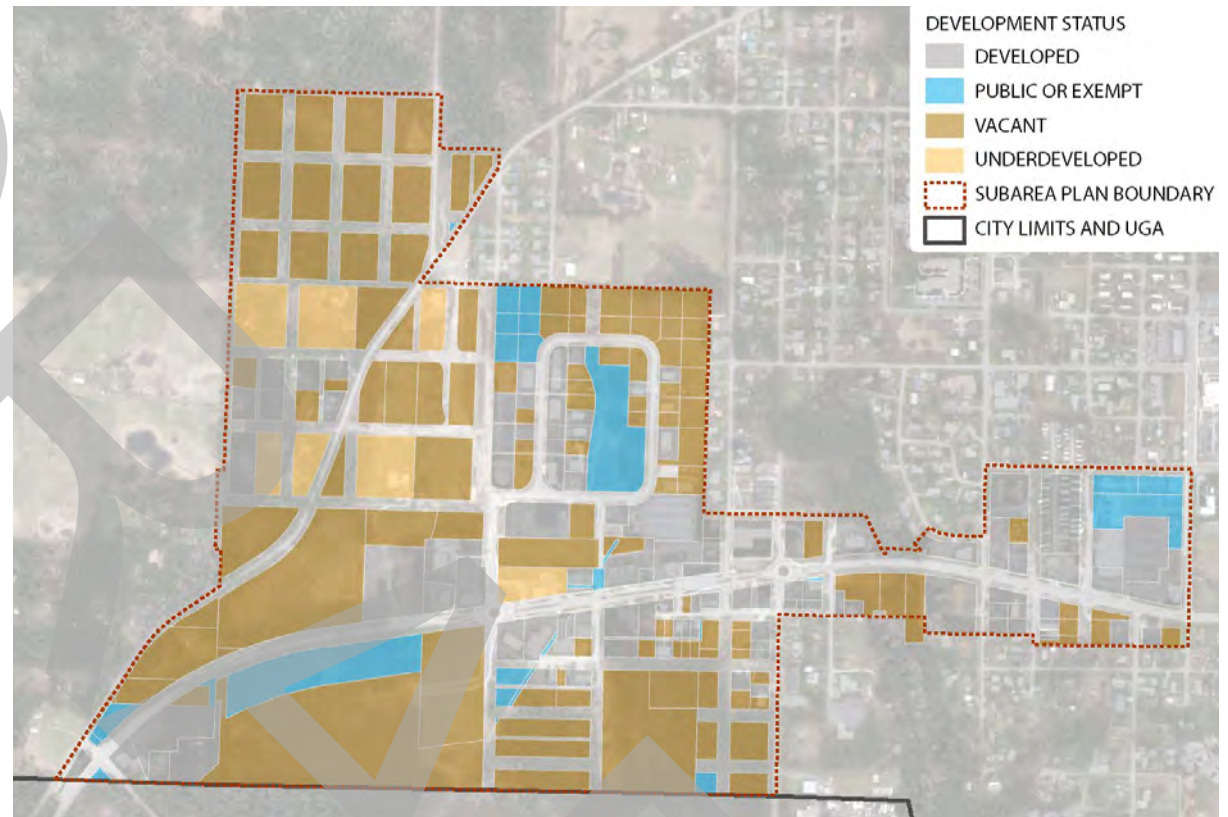 DEVELOPMENT STATUS
DEVELOPED
PUBLIC OR EXEMPT
VACANT
UNDERDEVELOPED
SUBAREA PLAN BOUNDARY
CITY LIMITS AND UGA